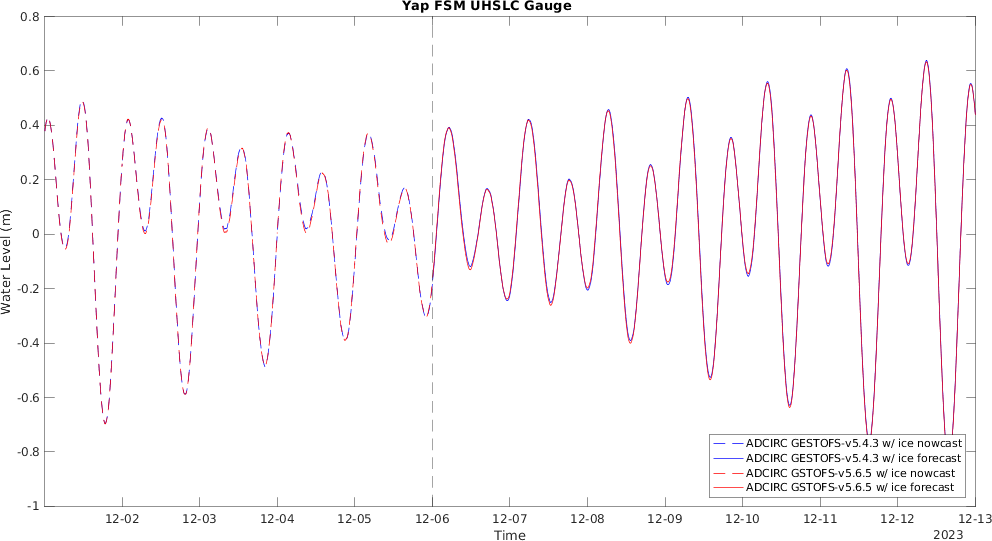 Yap FSM UHSLC Gauge
0.8
0.6
0.4
0.2
0
-0.2
-0.4
-0.6
-0.8
-1
Water Level (m)
ADCIRC GESTOFS-v5.4.3 w/ ice nowcast
ADCIRC GESTOFS-v5.4.3 w/ ice forecast
ADCIRC GSTOFS-v5.6.5 w/ ice nowcast
ADCIRC GSTOFS-v5.6.5 w/ ice forecast
12-02 12-03 12-04 12-05 12-06 12-07 12-08 12-09 12-10 12-11 12-12 12-13
Time
2023